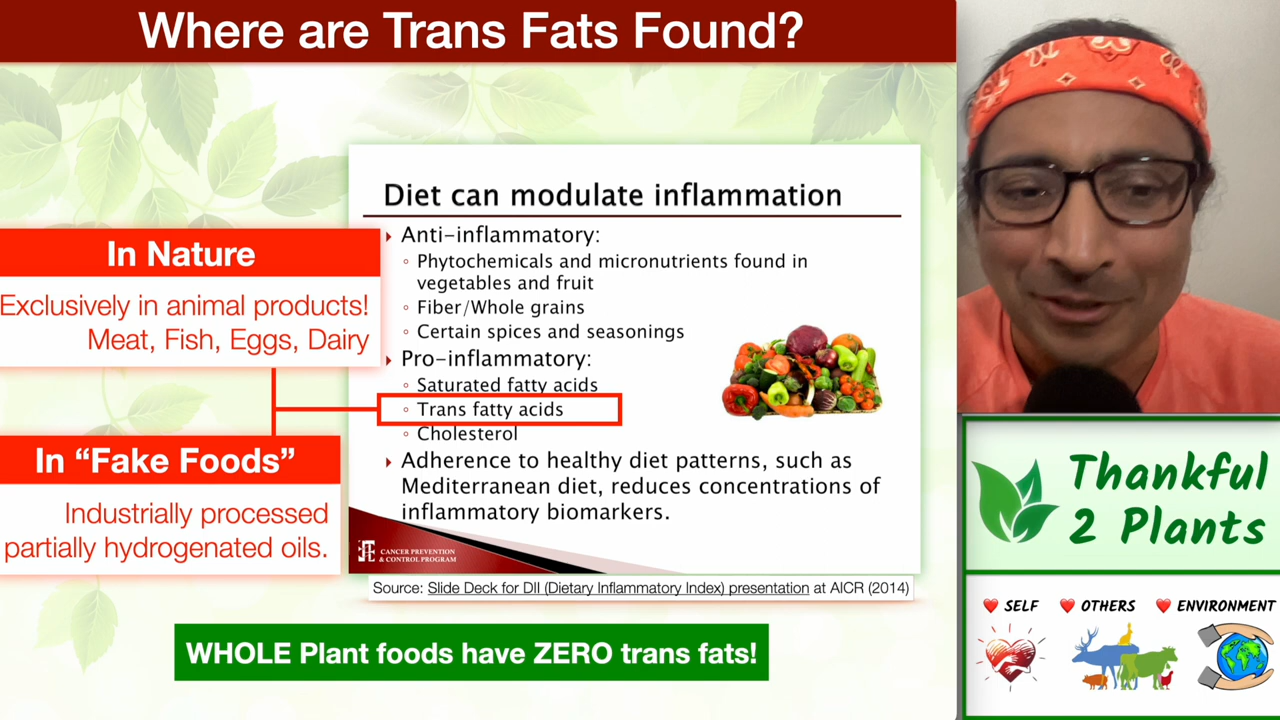 Where are Trans Fats Found?
Diet can modulate inflammation
Anti-inflammatory:
Phytochemicals and micronutrients found in
vegetables and fruit
Fiber/Whole grains
Certain spices and seasonings
Pro-inflammatory:
Saturated fatty acids
Trans fatty acids
Cholesterol
Adherence to healthy diet patterns, such as
Mediterranean diet, reduces concentrations of
inflammatory biomarkers.
CANCER PREVENTION
& CONTROL PROGRAM
Source: Slide Deck for DII (Dietary Inflammatory Index) presentation at AICR (2014)
In Nature
Exclusively in animal products!
Meat, Fish, Eggs, Dairy
In “Fake Foods”
Industrially processed
partially hydrogenated oils.
WHOLE Plant foods have ZERO trans fats!
Thankful
2 Plants
SELF
OTHERS
ENVIRONMENT